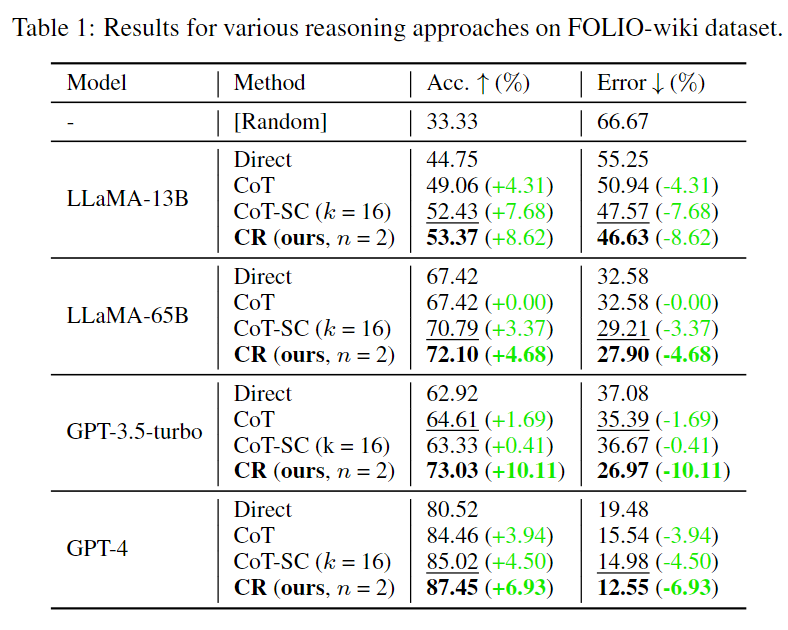 Table 1: Results for various reasoning approaches on FOLIO-wiki dataset.
Model Method Acc. ↑ (%) Error ↓ (%)
- [Random] 33.33 66.67
LLaMA-13B
Direct 44.75 55.25
CoT 49.06 (+4.31) 50.94 (-4.31)
CoT-SC (k = 16) 52.43 (+7.68) 47.57 (-7.68)
CR (ours, n = 2) 53.37 (+8.62) 46.63 (-8.62)
LLaMA-65B
Direct 67.42 32.58
CoT 67.42 (+0.00) 32.58 (-0.00)
CoT-SC (k = 16) 70.79 (+3.37) 29.21 (-3.37)
CR (ours, n = 2) 72.10 (+4.68) 27.90 (-4.68)
GPT-3.5-turbo
Direct 62.92 37.08
CoT 64.61 (+1.69) 35.39 (-1.69)
CoT-SC (k = 16) 63.33 (+0.41) 36.67 (-0.41)
CR (ours, n = 2) 73.03 (+10.11) 26.97 (-10.11)
GPT-4
Direct 80.52 19.48
CoT 84.46 (+3.94) 15.54 (-3.94)
CoT-SC (k = 16) 85.02 (+4.50) 14.98 (-4.50)
CR (ours, n = 2) 87.45 (+6.93) 12.55 (-6.93)